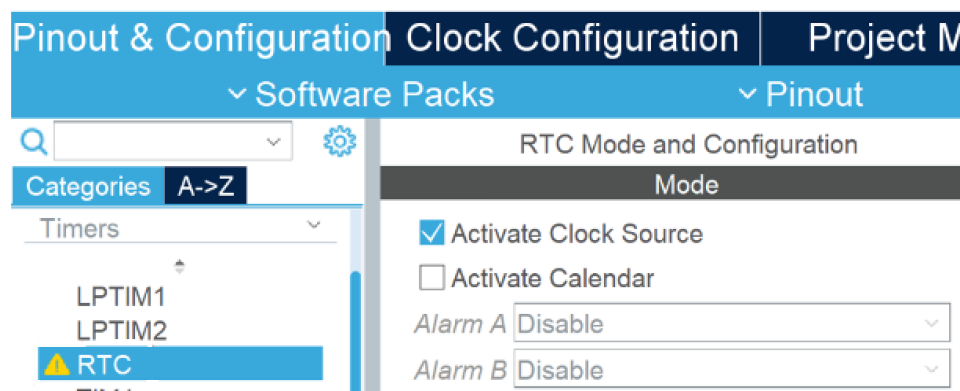 Pinout & Configuration Clock Configuration Project M
Software Packs Pinout
RTC Mode and Configuration
Categories A->Z Mode
Timers
Activate Clock Source
Activate Calendar
LPTIM1
Alarm A Disable
LPTIM2
RTC
Alarm B Disable